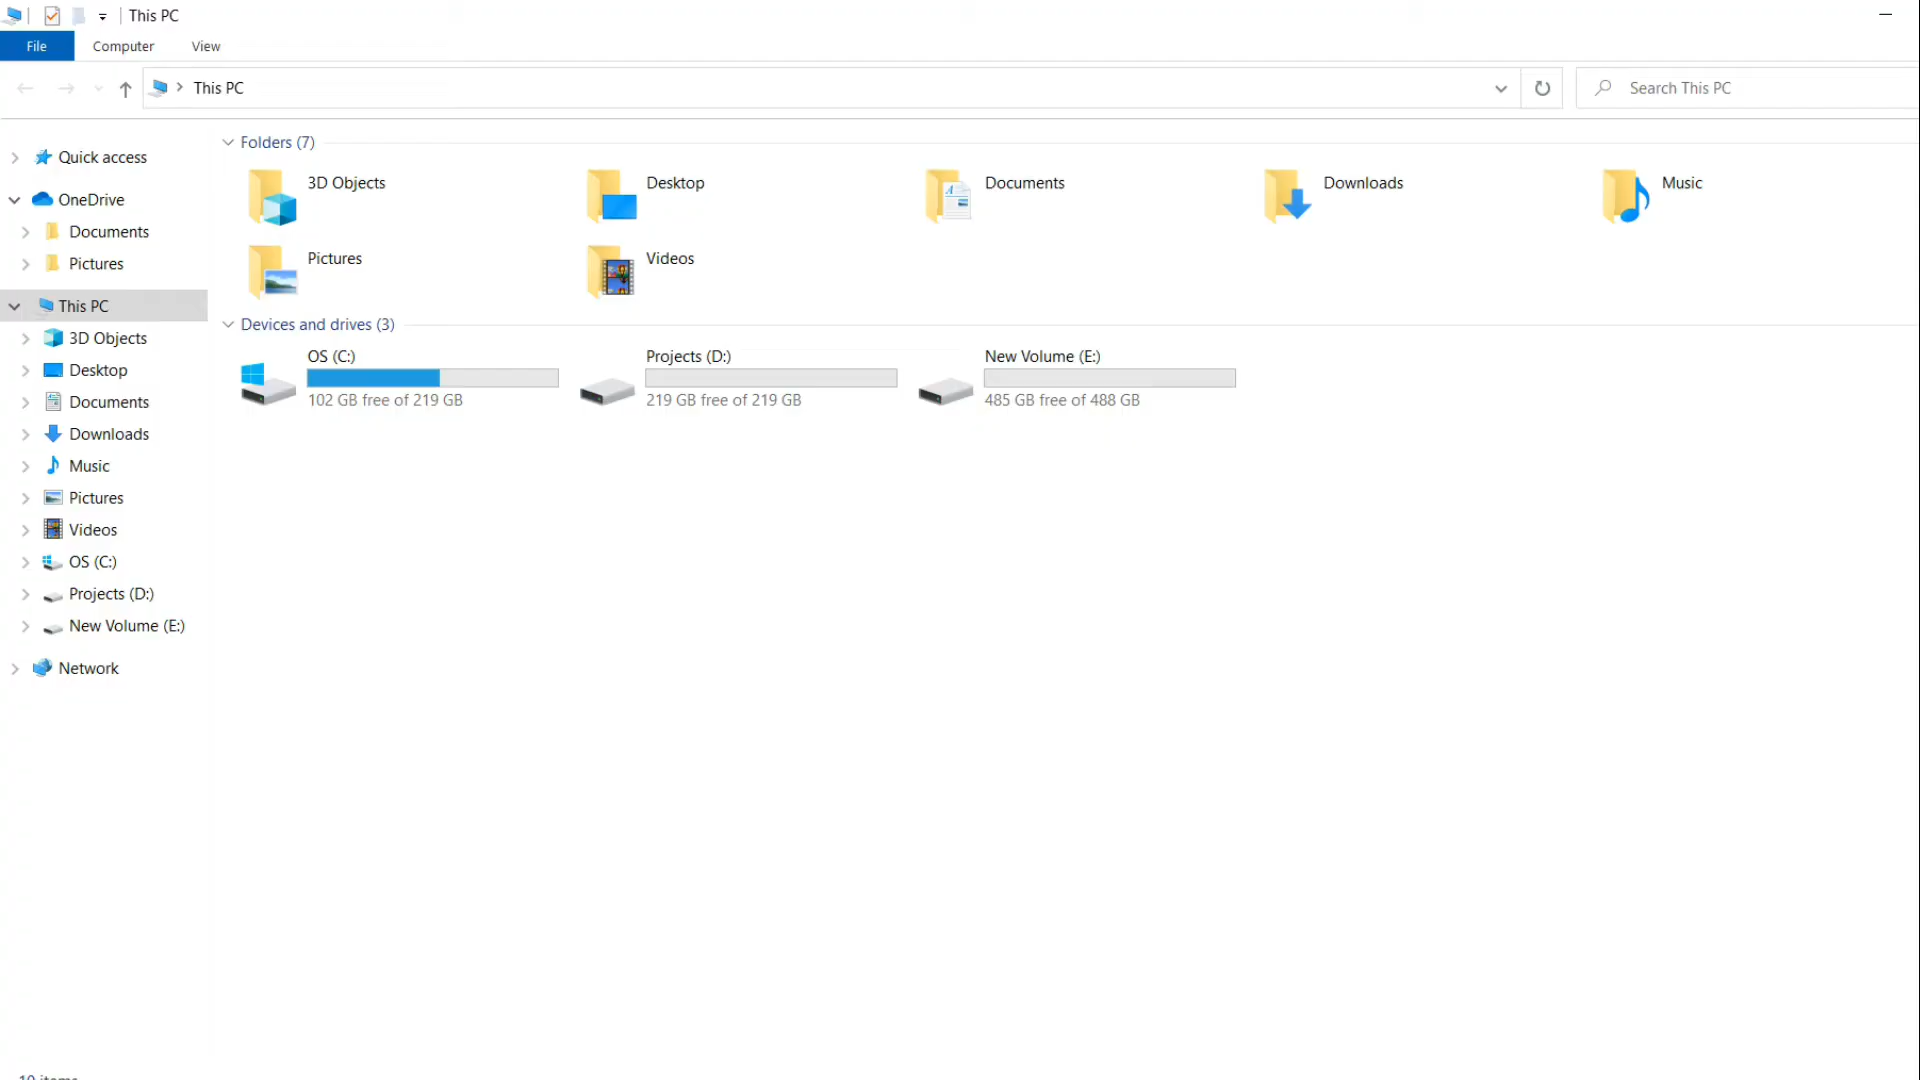 This PC
File Computer View
This PC
Search This PC
Quick access
OneDrive
Documents
Pictures
This PC
3D Objects
Desktop
Documents
Downloads
Music
Pictures
Videos
OS (C:)
Projects (D:)
New Volume (E:)
Network
Folders (7)
3D Objects
Desktop
Documents
Downloads
Music
Pictures
Videos
Devices and drives (3)
OS (C:)
102 GB free of 219 GB
Projects (D:)
219 GB free of 219 GB
New Volume (E:)
485 GB free of 488 GB
10 items